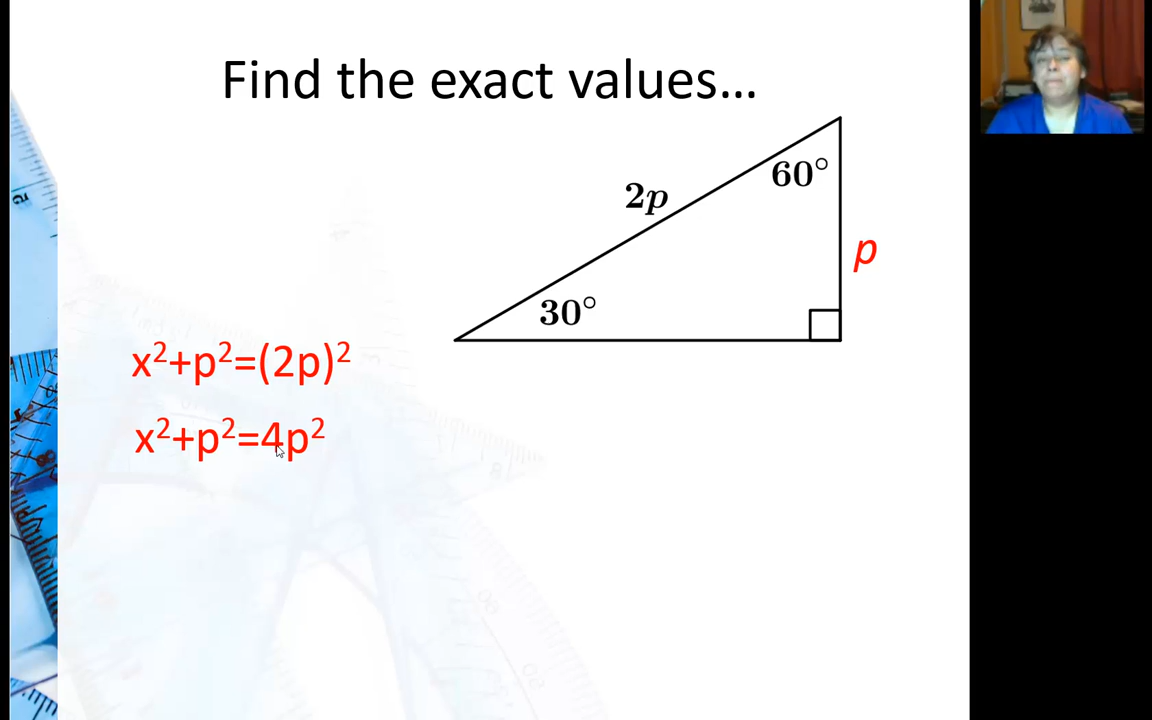 Find the exact values...
60°
2p
p
30°
x²+p²=(2p)²
x²+p²=4p²